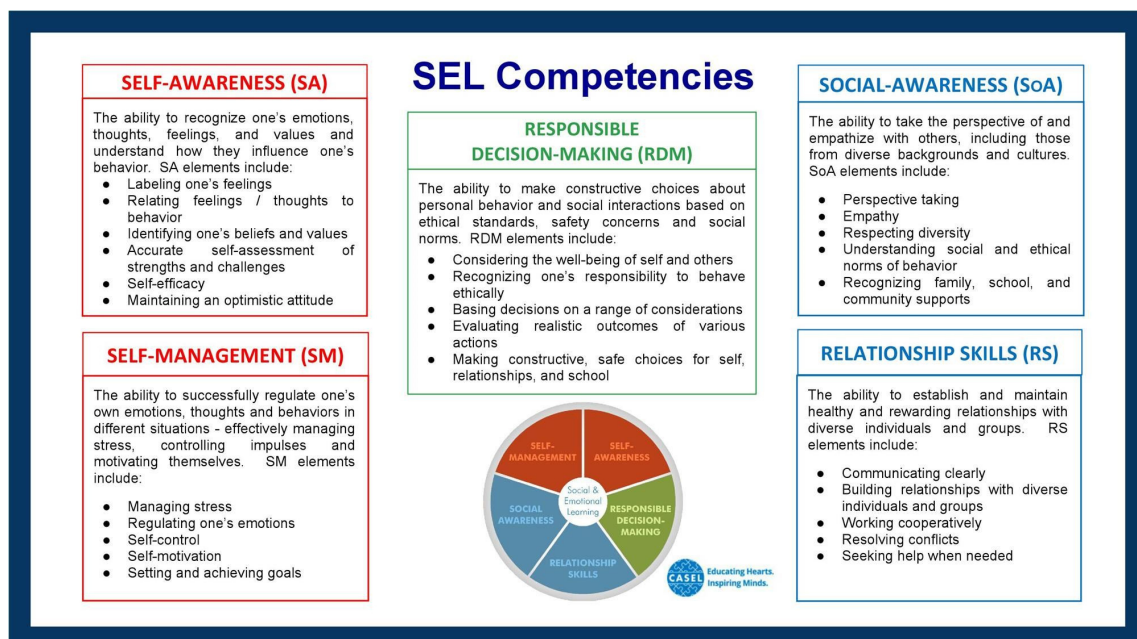 SEL Competencies
SELF-AWARENESS (SA)
The ability to recognize one’s emotions,
thoughts, feelings, and values and
understand how they influence one’s
behavior. SA elements include:
● Labeling one’s feelings
● Relating feelings / thoughts to
behavior
● Identifying one’s beliefs and values
● Accurate self-assessment of
strengths and challenges
● Self-efficacy
● Maintaining an optimistic attitude
SELF-MANAGEMENT (SM)
The ability to successfully regulate one’s
own emotions, thoughts and behaviors in
different situations - effectively managing
stress, controlling impulses and
motivating themselves. SM elements
include:
● Managing stress
● Regulating one’s emotions
● Self-control
● Self-motivation
● Setting and achieving goals
RESPONSIBLE
DECISION-MAKING (RDM)
The ability to make constructive choices about
personal behavior and social interactions based on
ethical standards, safety concerns and social
norms. RDM elements include:
● Considering the well-being of self and others
● Recognizing one’s responsibility to behave
ethically
● Basing decisions on a range of considerations
● Evaluating realistic outcomes of various
actions
● Making constructive, safe choices for self,
relationships, and school
SELF-
MANAGEMENT
SELF-
AWARENESS
SOCIAL
AWARENESS
Social &
Emotional
Learning
RESPONSIBLE
DECISION-
MAKING
RELATIONSHIP
SKILLS
CASEL
Educating Hearts.
Inspiring Minds.
SOCIAL-AWARENESS (SOA)
The ability to take the perspective of and
empathize with others, including those
from diverse backgrounds and cultures.
SoA elements include:
● Perspective taking
● Empathy
● Respecting diversity
● Understanding social and ethical
norms of behavior
● Recognizing family, school, and
community supports
RELATIONSHIP SKILLS (RS)
The ability to establish and maintain
healthy and rewarding relationships with
diverse individuals and groups. RS
elements include:
● Communicating clearly
● Building relationships with diverse
individuals and groups
● Working cooperatively
● Resolving conflicts
● Seeking help when needed